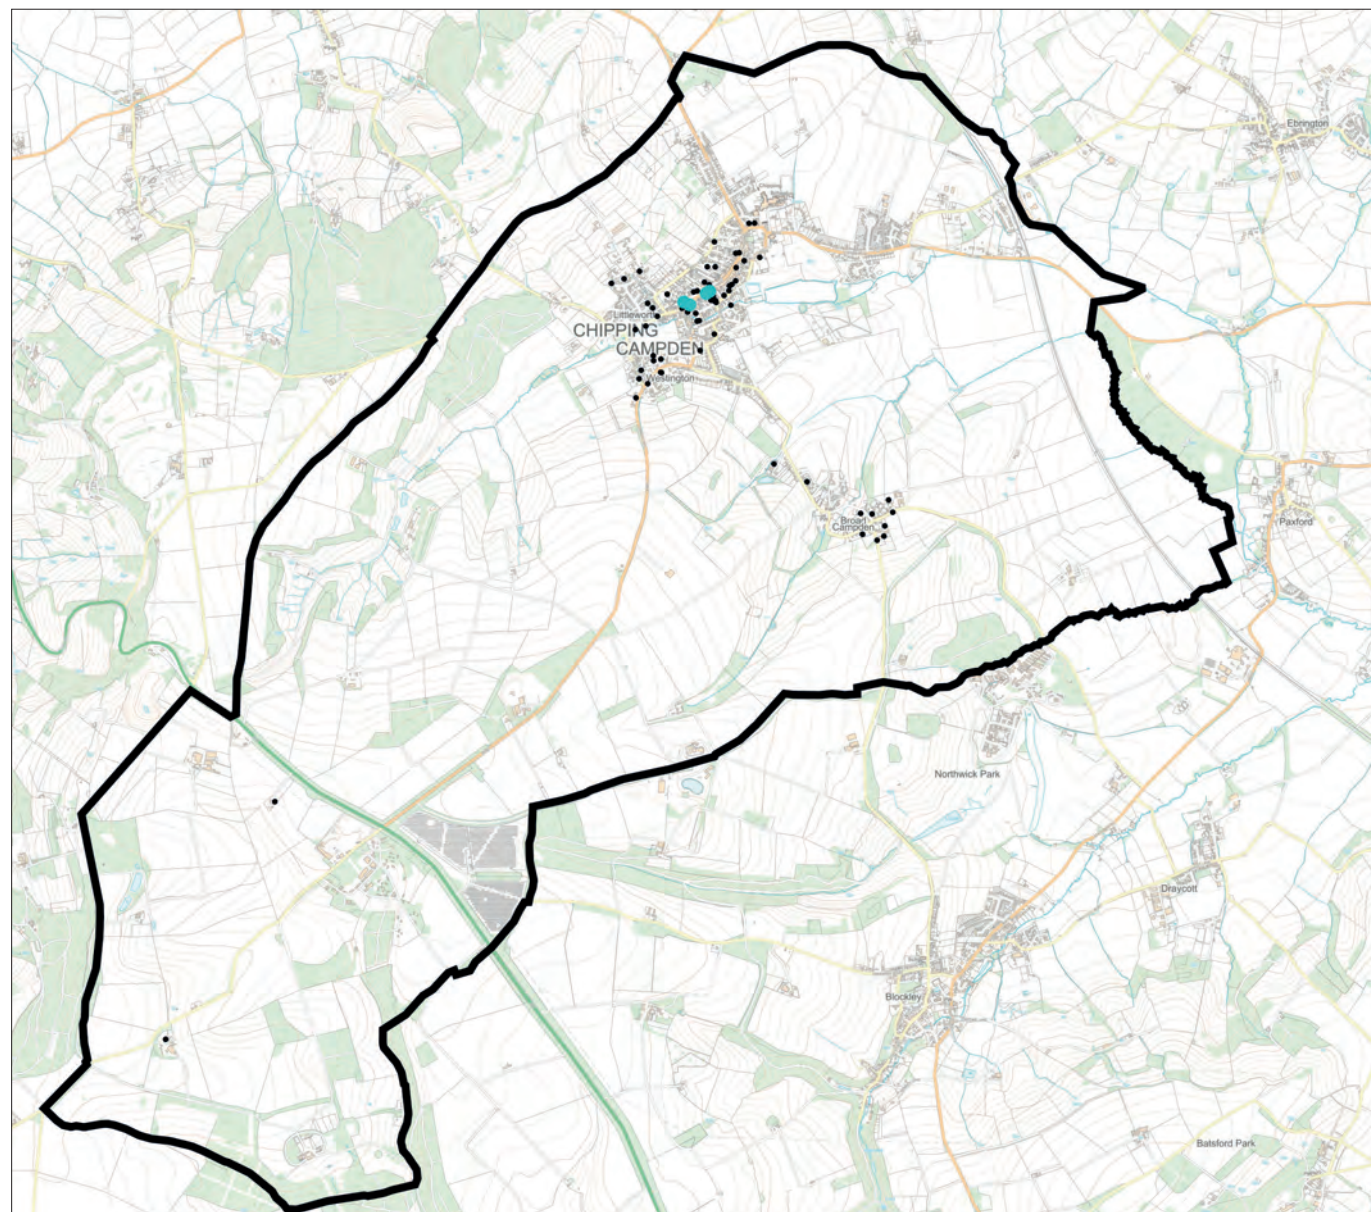 Ebrington
Littleworth
CHIPPING
CAMPDEN
Westington
Broad
Campden
Paxford
Northwick Park
Draycott
Blockley
Batsford Park